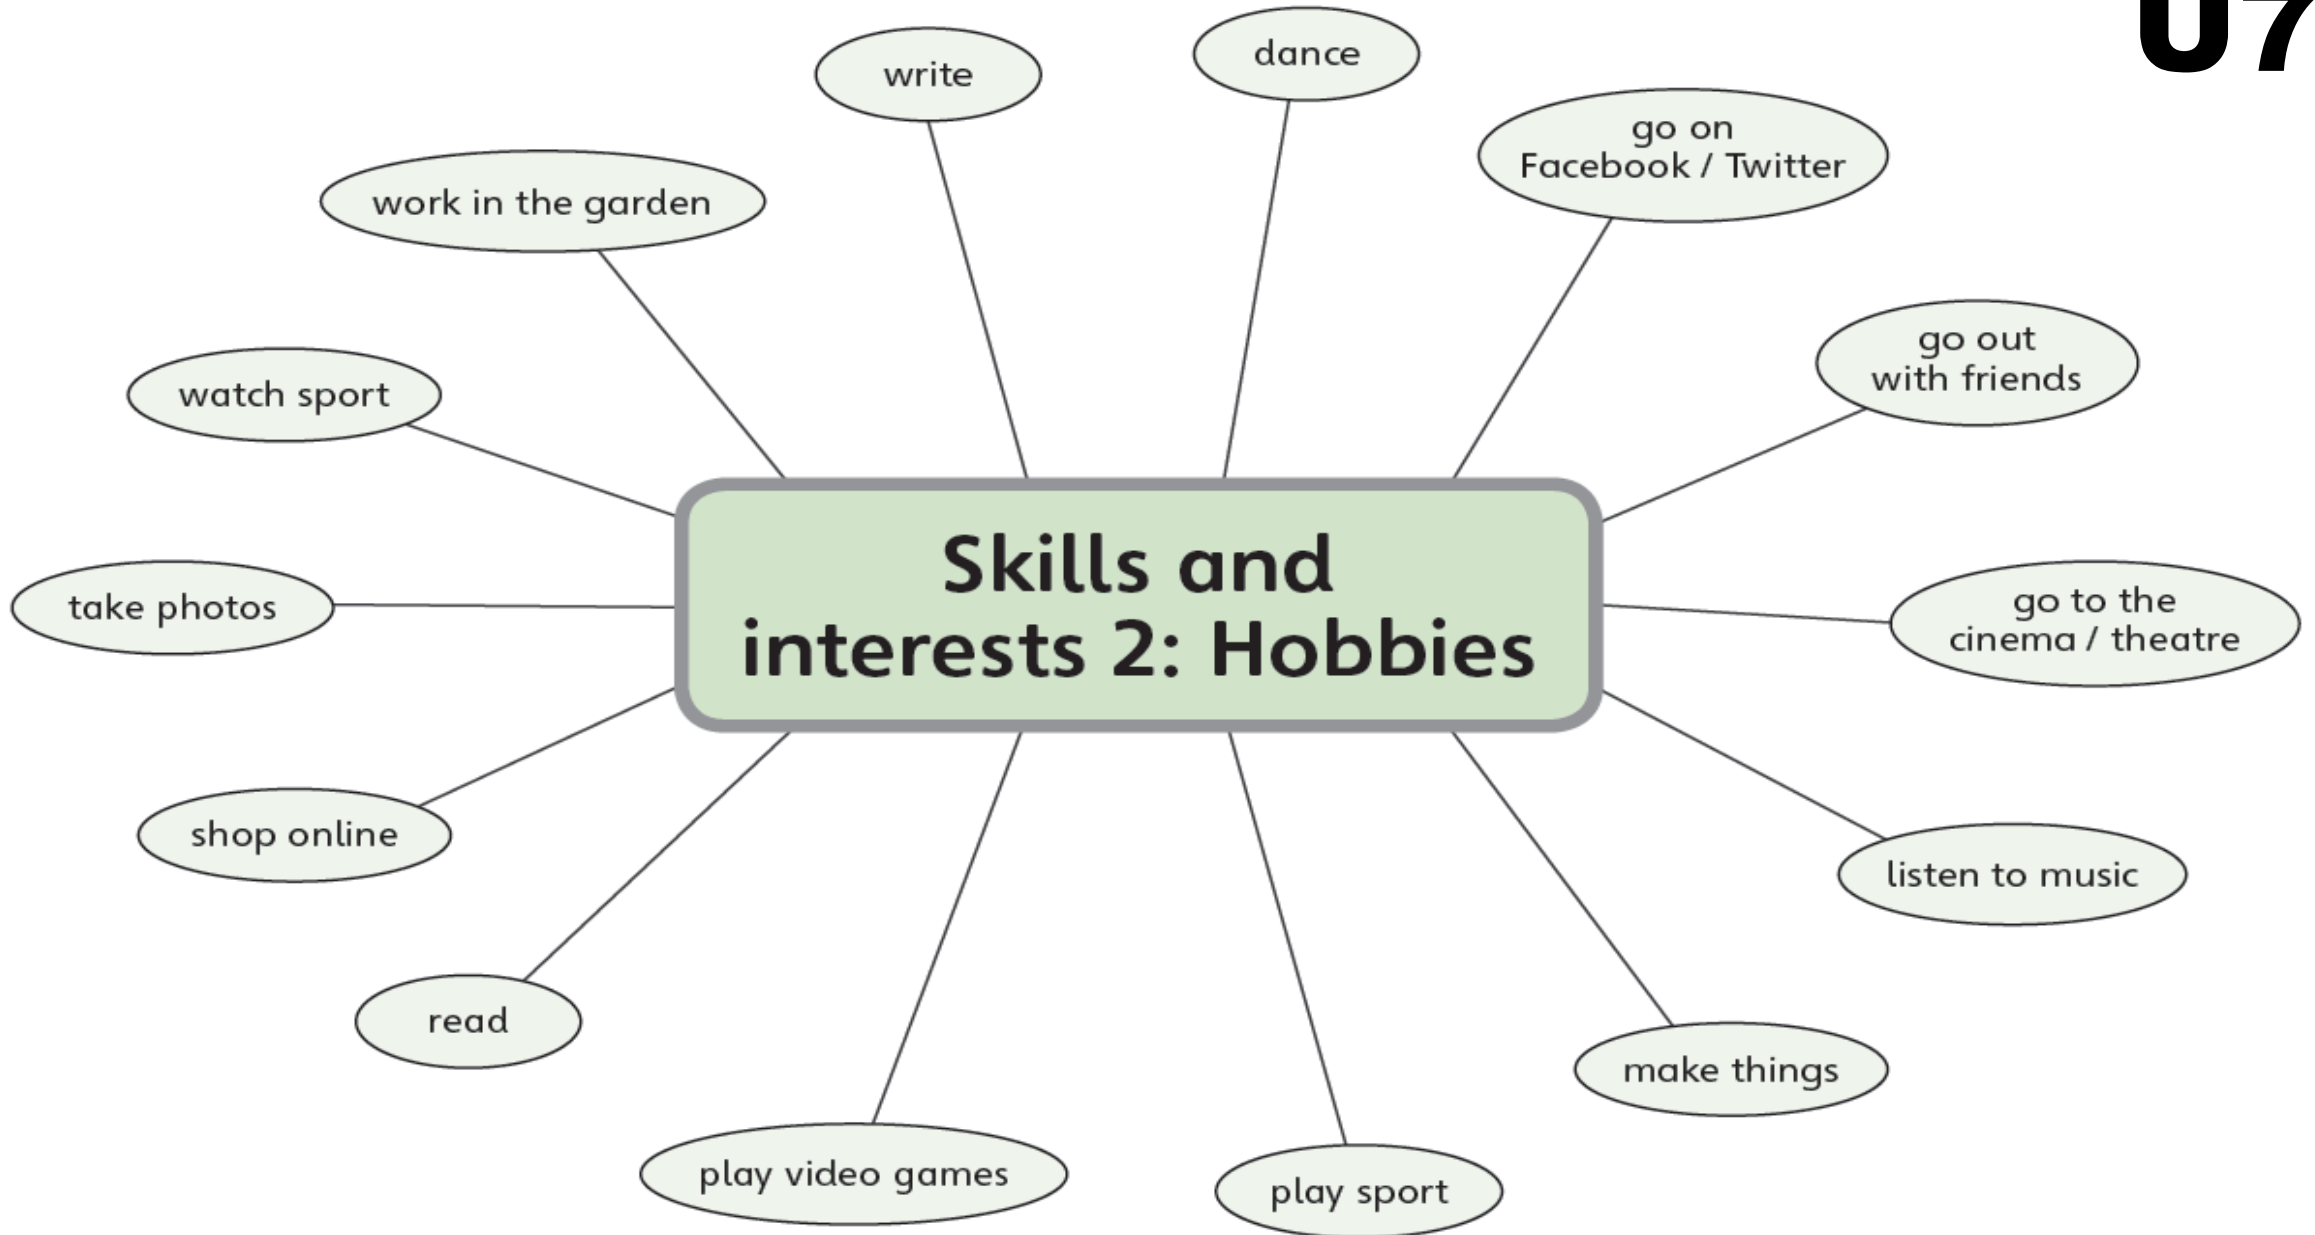 U7
dance
write
go on
Facebook / Twitter
work in the garden
go out
with friends
watch sport
Skills and
interests 2: Hobbies
go to the
cinema / theatre
take photos
shop online
listen to music
read
make things
play video games
play sport